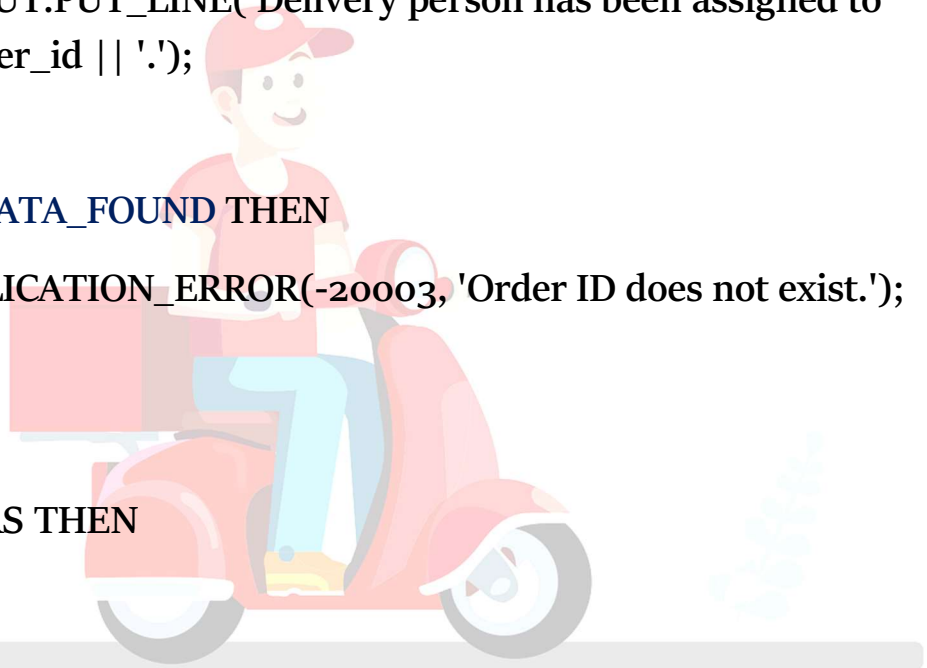 UT.PUT_LINE('Delivery person has been assigned to
er_id || '.');
ATA_FOUND THEN
LICATION_ERROR(-20003, 'Order ID does not exist.');
RS THEN